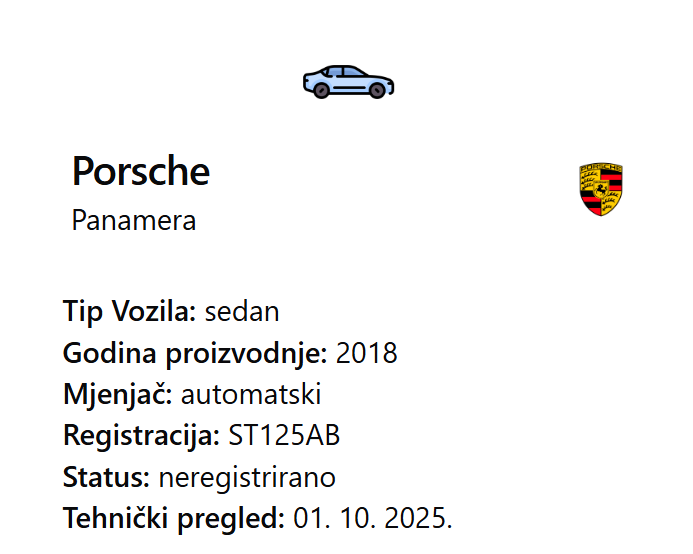 Porsche
PORSCHE
Panamera
Tip Vozila: sedan
Godina proizvodnje: 2018
Mjenjač: automatski
Registracija: ST125AB
Status: neregistrirano
Tehnički pregled: 01. 10. 2025.